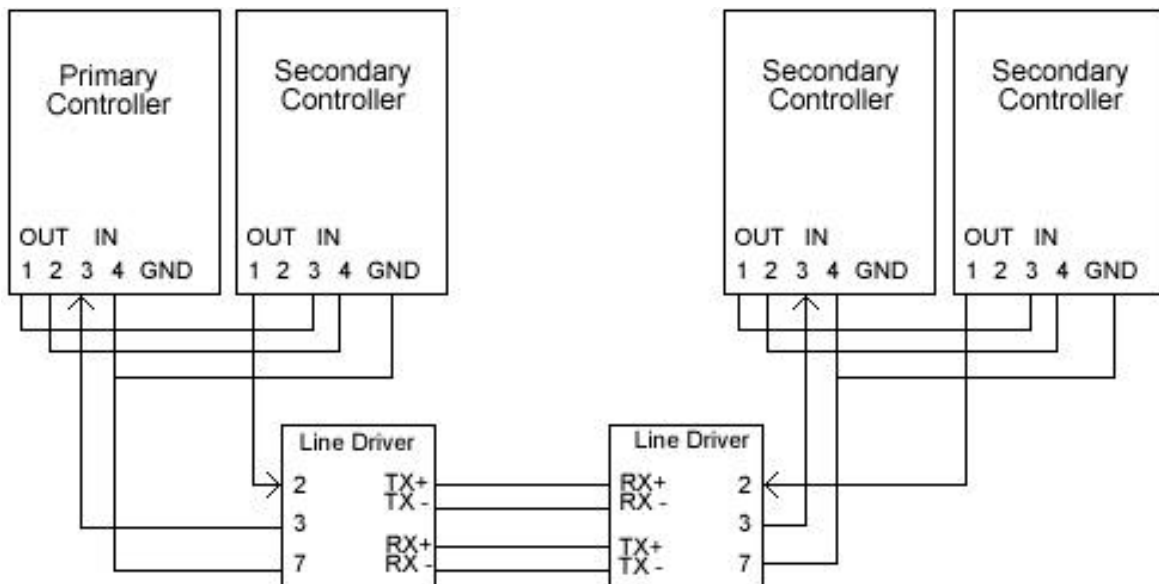 Primary
Controller
OUT IN
1 2 3 4 GND
Secondary
Controller
OUT IN
1 2 3 4 GND
Secondary
Controller
OUT IN
1 2 3 4 GND
Secondary
Controller
OUT IN
1 2 3 4 GND
Line Driver
2 TX+
TX -
3
RX+
7 RX -
Line Driver
RX+ 2
RX -
3
TX+
TX - 7